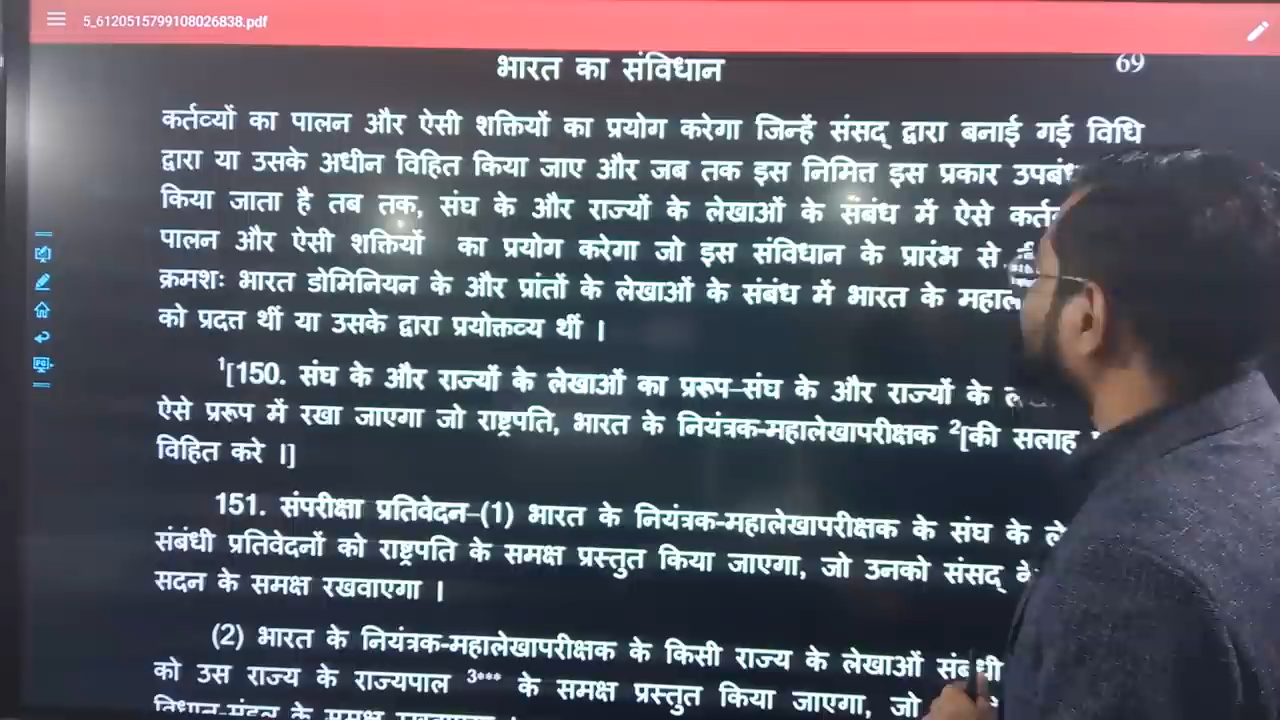 5_6120515799108026838.pdf
भारत का संविधान 69
कर्तव्यों का पालन और ऐसी शक्तियों का प्रयोग करेगा जिन्हें संसद् द्वारा बनाई गई विधि
द्वारा या उसके अधीन विहित किया जाए और जब तक इस निमित्त इस प्रकार उपबंध
किया जाता है तब तक, संघ के और राज्यों के लेखाओं के संबंध में ऐसे
पालन और ऐसी शक्तियों का प्रयोग करेगा जो इस संविधान के प्रारंभ से
क्रमशः भारत डोमिनियन के और प्रांतों के लेखाओं के संबंध में भारत के
को प्रदत्त थीं या उसके द्वारा प्रयोक्तव्य थीं ।
1[150. संघ के और राज्यों के लेखाओं का प्ररूप–संघ के और राज्यों के
ऐसे प्ररूप में रखा जाएगा जो राष्ट्रपति, भारत के नियंत्रक-महालेखापरीक्षक 2[की सलाह
विहित करे ।]
151. संपरीक्षा प्रतिवेदन–(1) भारत के नियंत्रक-महालेखापरीक्षक के संघ के
संबंधी प्रतिवेदनों को राष्ट्रपति के समक्ष प्रस्तुत किया जाएगा, जो उनको संसद्
सदन के समक्ष रखवाएगा ।
(2) भारत के नियंत्रक-महालेखापरीक्षक के किसी राज्य के लेखाओं संबंधी
को उस राज्य के राज्यपाल 3*** के समक्ष प्रस्तुत किया जाएगा, जो
विधान-मंडल के समक्ष रखवाएगा ।